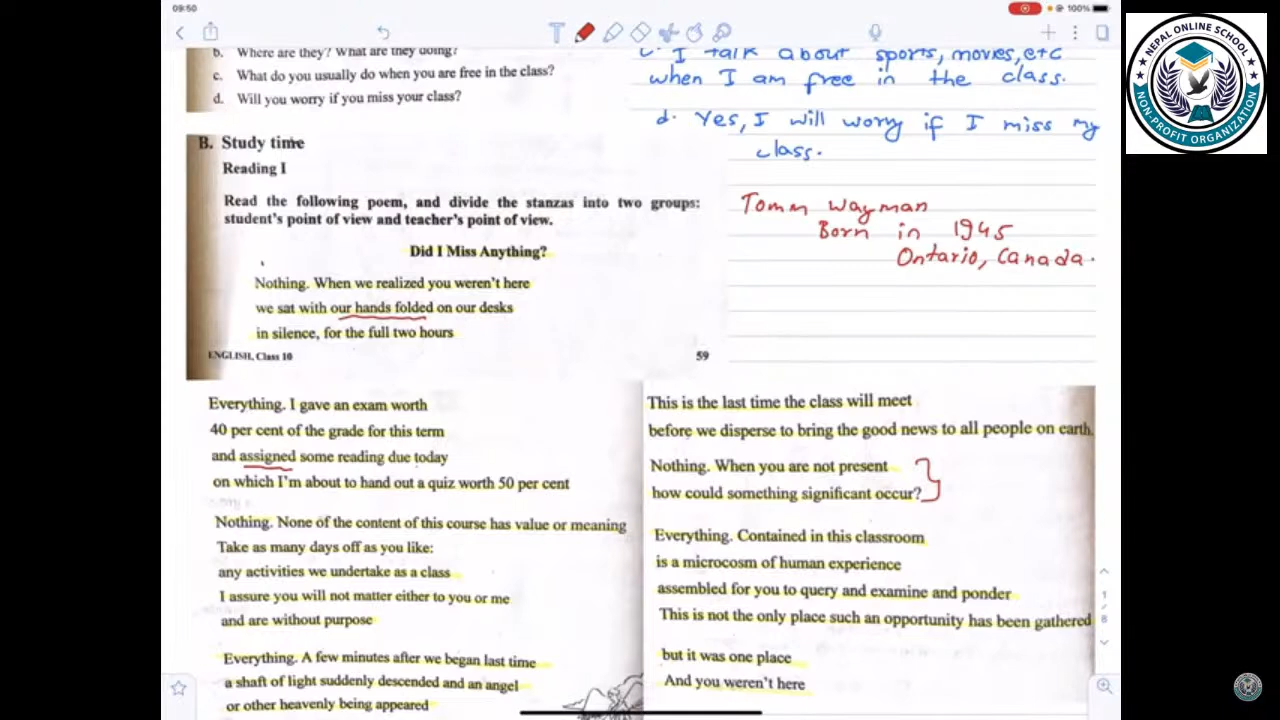 09:50
100%
NEPAL ONLINE SCHOOL
NON-PROFIT ORGANIZATION
b. Where are they? What are they doing?
c. What do you usually do when you are free in the class?
d. Will you worry if you miss your class?
c. I talk about sports, movies, etc
when I am free in the class.
d. Yes, I will worry if I miss my
class.
B. Study time
Reading I
Read the following poem, and divide the stanzas into two groups:
student's point of view and teacher's point of view.
Did I Miss Anything?
Nothing. When we realized you weren't here
we sat with our hands folded on our desks
in silence, for the full two hours
ENGLISH, Class 10
59
Tomm Wayman
Born in 1945
Ontario, Canada.
Everything. I gave an exam worth
40 per cent of the grade for this term
and assigned some reading due today
on which I'm about to hand out a quiz worth 50 per cent
Nothing. None of the content of this course has value or meaning
Take as many days off as you like:
any activities we undertake as a class
I assure you will not matter either to you or me
and are without purpose
Everything. A few minutes after we began last time
a shaft of light suddenly descended and an angel
or other heavenly being appeared
This is the last time the class will meet
before we disperse to bring the good news to all people on earth.
Nothing. When you are not present
how could something significant occur?
Everything. Contained in this classroom
is a microcosm of human experience
assembled for you to query and examine and ponder
This is not the only place such an opportunity has been gathered
but it was one place
And you weren't here
1
/
8